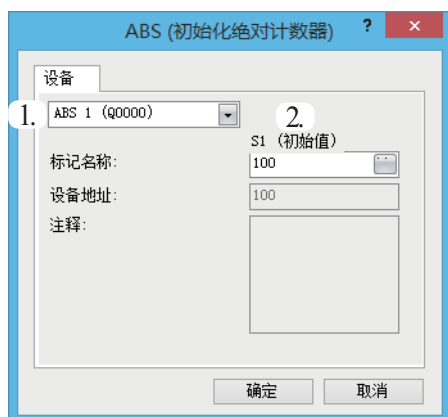 ABS (初始化绝对计数器) ? ×
设备
1. ABS 1 (Q0000) 2.
S1 (初始值)
标记名称: 100
设备地址: 100
注释:
确定 取消